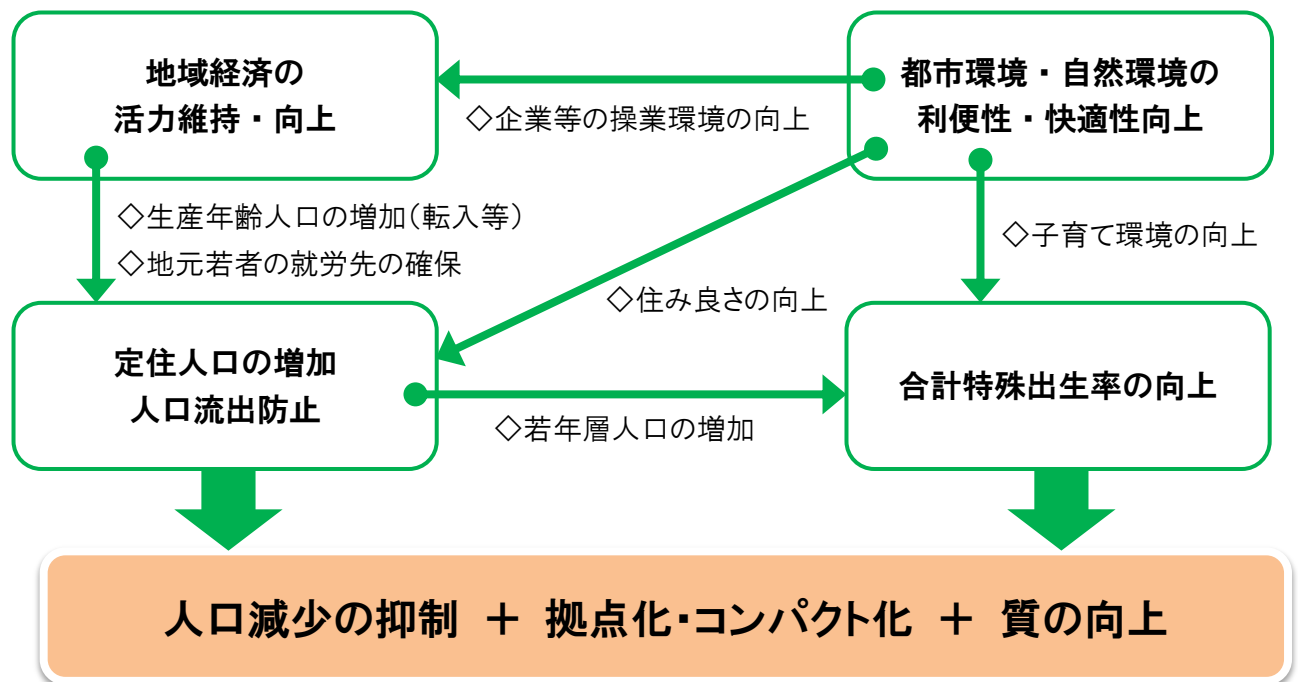 地域経済の
活力維持・向上
都市環境・自然環境の
利便性・快適性向上
◇企業等の操業環境の向上
◇生産年齢人口の増加(転入等)
◇地元若者の就労先の確保
◇子育て環境の向上
◇住み良さの向上
定住人口の増加
人口流出防止
合計特殊出生率の向上
◇若年層人口の増加
人口減少の抑制 ＋ 拠点化・コンパクト化 ＋ 質の向上